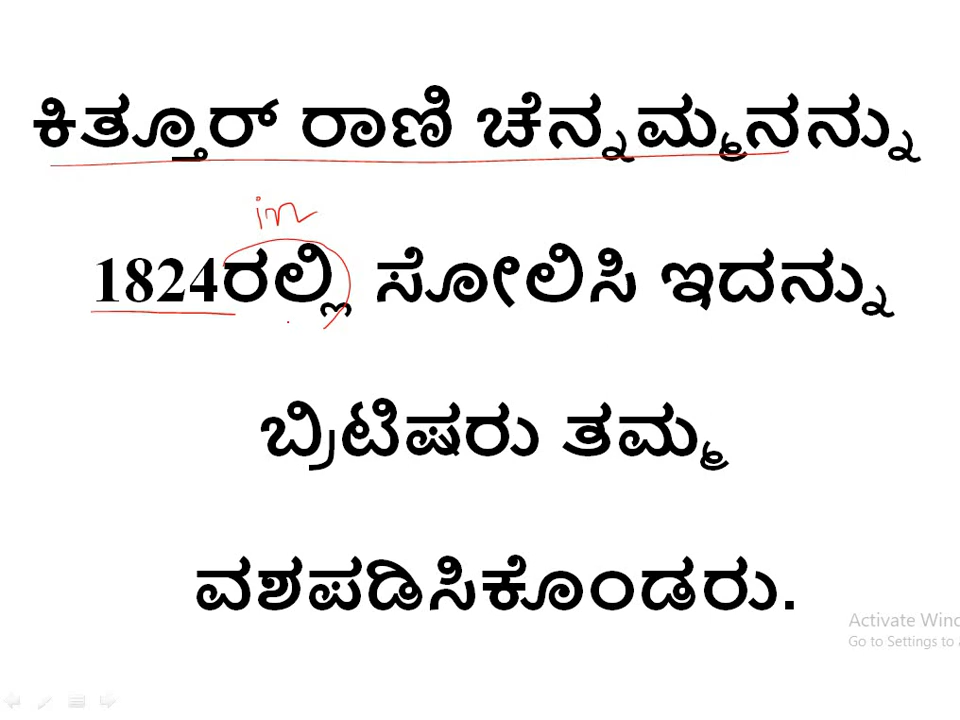 ಕಿತ್ತೂರ್ ರಾಣಿ ಚೆನ್ನಮ್ಮನನ್ನು
in
1824ರಲ್ಲಿ ಸೋಲಿಸಿ ಇದನ್ನು
ಬ್ರಿಟಿಷರು ತಮ್ಮ
ವಶಪಡಿಸಿಕೊಂಡರು.
Activate Wind
Go to Settings to